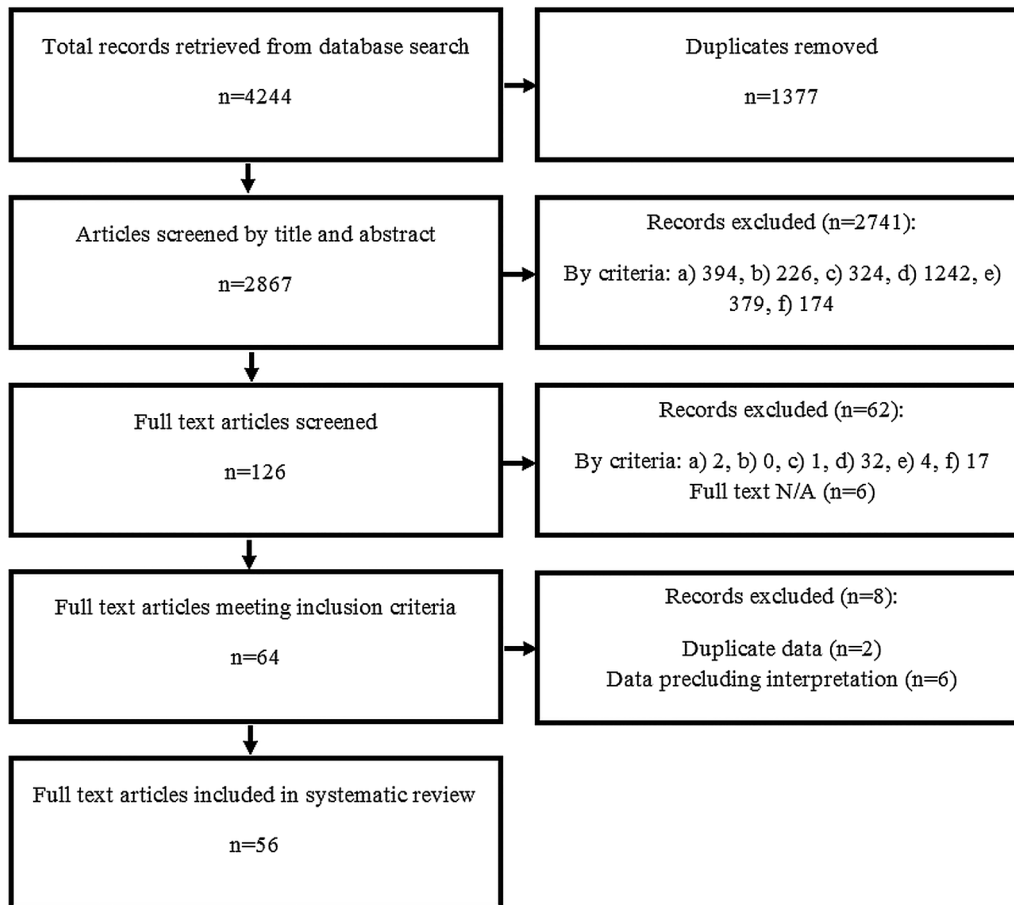 Total records retrieved from database search
n=4244
Duplicates removed
n=1377
Articles screened by title and abstract
n=2867
Records excluded (n=2741):
By criteria: a) 394, b) 226, c) 324, d) 1242, e)
379, f) 174
Full text articles screened
n=126
Records excluded (n=62):
By criteria: a) 2, b) 0, c) 1, d) 32, e) 4, f) 17
Full text N/A (n=6)
Full text articles meeting inclusion criteria
n=64
Records excluded (n=8):
Duplicate data (n=2)
Data precluding interpretation (n=6)
Full text articles included in systematic review
n=56